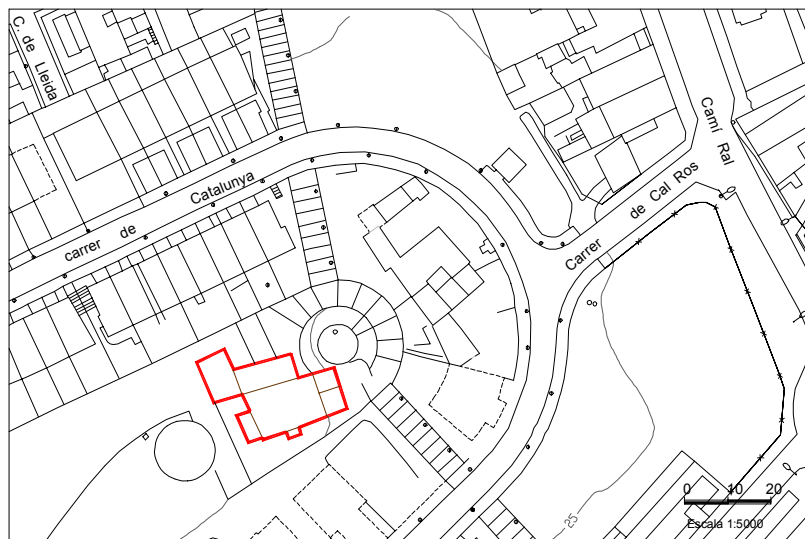 C. de Lleida
carrer de Catalunya
Carrer de Cal Ros
Camí Ral
25
0 10 20
Escala 1:5000